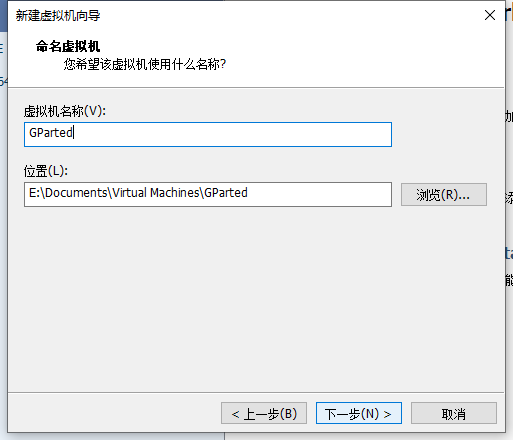 新建虚拟机向导
命名虚拟机
您希望该虚拟机使用什么名称?
虚拟机名称(V):
GParted
位置(L):
E:\Documents\Virtual Machines\GParted
浏览(R)...
< 上一步(B)
下一步(N) >
取消